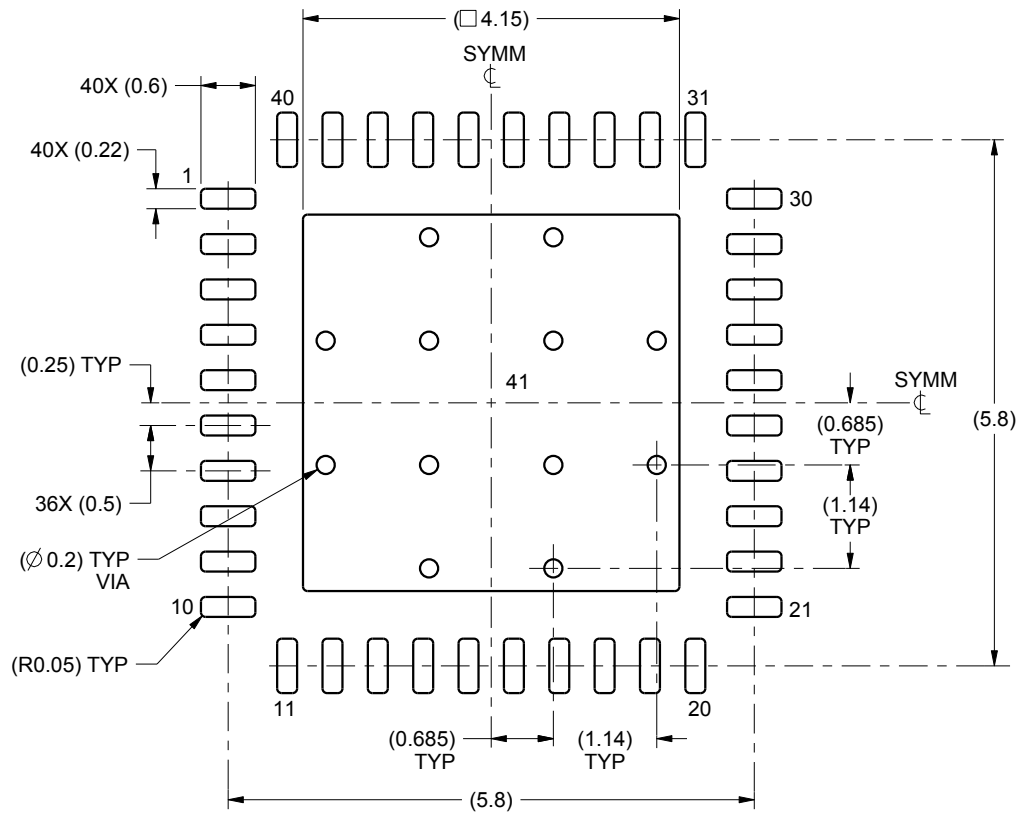 (□ 4.15)
SYMM
℄
40X (0.6)
40
31
40X (0.22)
1
30
(0.25) TYP
41
SYMM
℄
(0.685)
TYP
(5.8)
36X (0.5)
(1.14)
TYP
(∅ 0.2) TYP
VIA
10
21
(R0.05) TYP
11
20
(0.685)
TYP
(1.14)
TYP
(5.8)